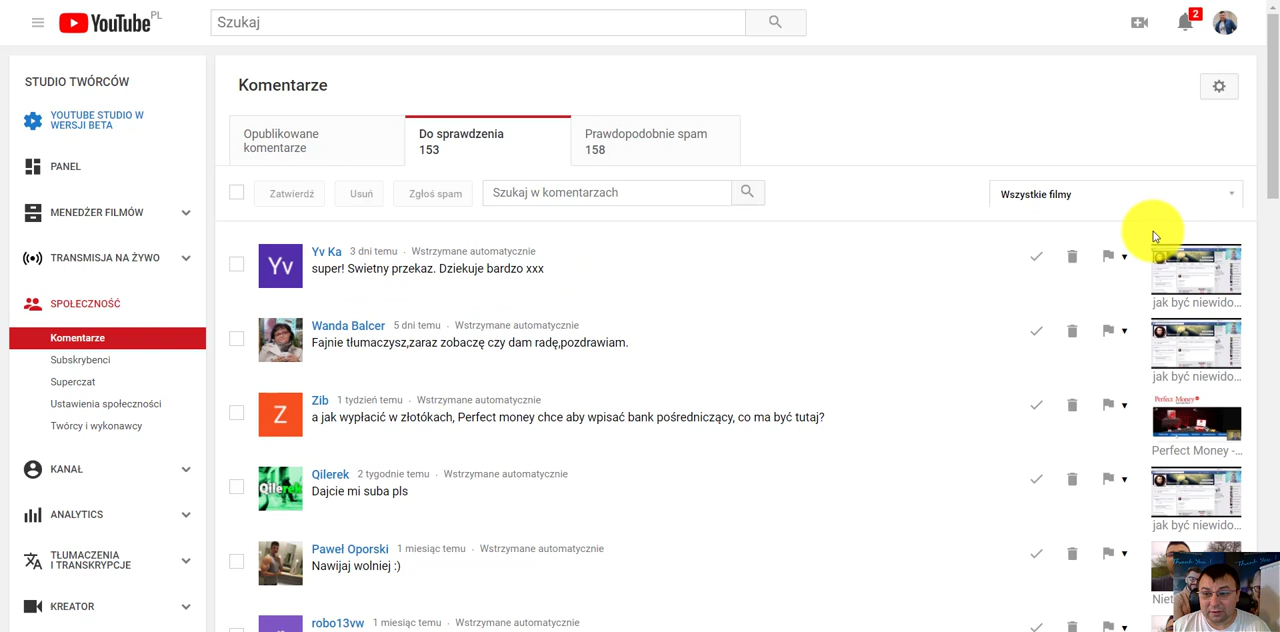 YouTube PL
Szukaj
2
STUDIO TWÓRCÓW
YOUTUBE STUDIO W
WERSJI BETA
PANEL
MENEDŻER FILMÓW
TRANSMISJA NA ŻYWO
SPOŁECZNOŚĆ
Komentarze
Subskrybenci
Superczat
Ustawienia społeczności
Twórcy i wykonawcy
KANAŁ
ANALYTICS
TŁUMACZENIA
I TRANSKRYPCJE
KREATOR
Komentarze
Opublikowane
komentarze
Do sprawdzenia
153
Prawdopodobnie spam
158
Zatwierdź
Usuń
Zgłoś spam
Szukaj w komentarzach
Wszystkie filmy
Yv
Yv Ka 3 dni temu · Wstrzymane automatycznie
super! Swietny przekaz. Dziekuje bardzo xxx
jak być niewido...
Wanda Balcer 5 dni temu · Wstrzymane automatycznie
Fajnie tłumaczysz,zaraz zobaczę czy dam radę,pozdrawiam.
jak być niewido...
Z
Zib 1 tydzień temu · Wstrzymane automatycznie
a jak wypłacić w złotókach, Perfect money chce aby wpisać bank pośredniczący, co ma być tutaj?
Perfect Money
Perfect Money -...
Qilerek 2 tygodnie temu · Wstrzymane automatycznie
Dajcie mi suba pls
jak być niewido...
Paweł Oporski 1 miesiąc temu · Wstrzymane automatycznie
Nawijaj wolniej :)
Niet
robo13vw 1 miesiąc temu · Wstrzymane automatycznie